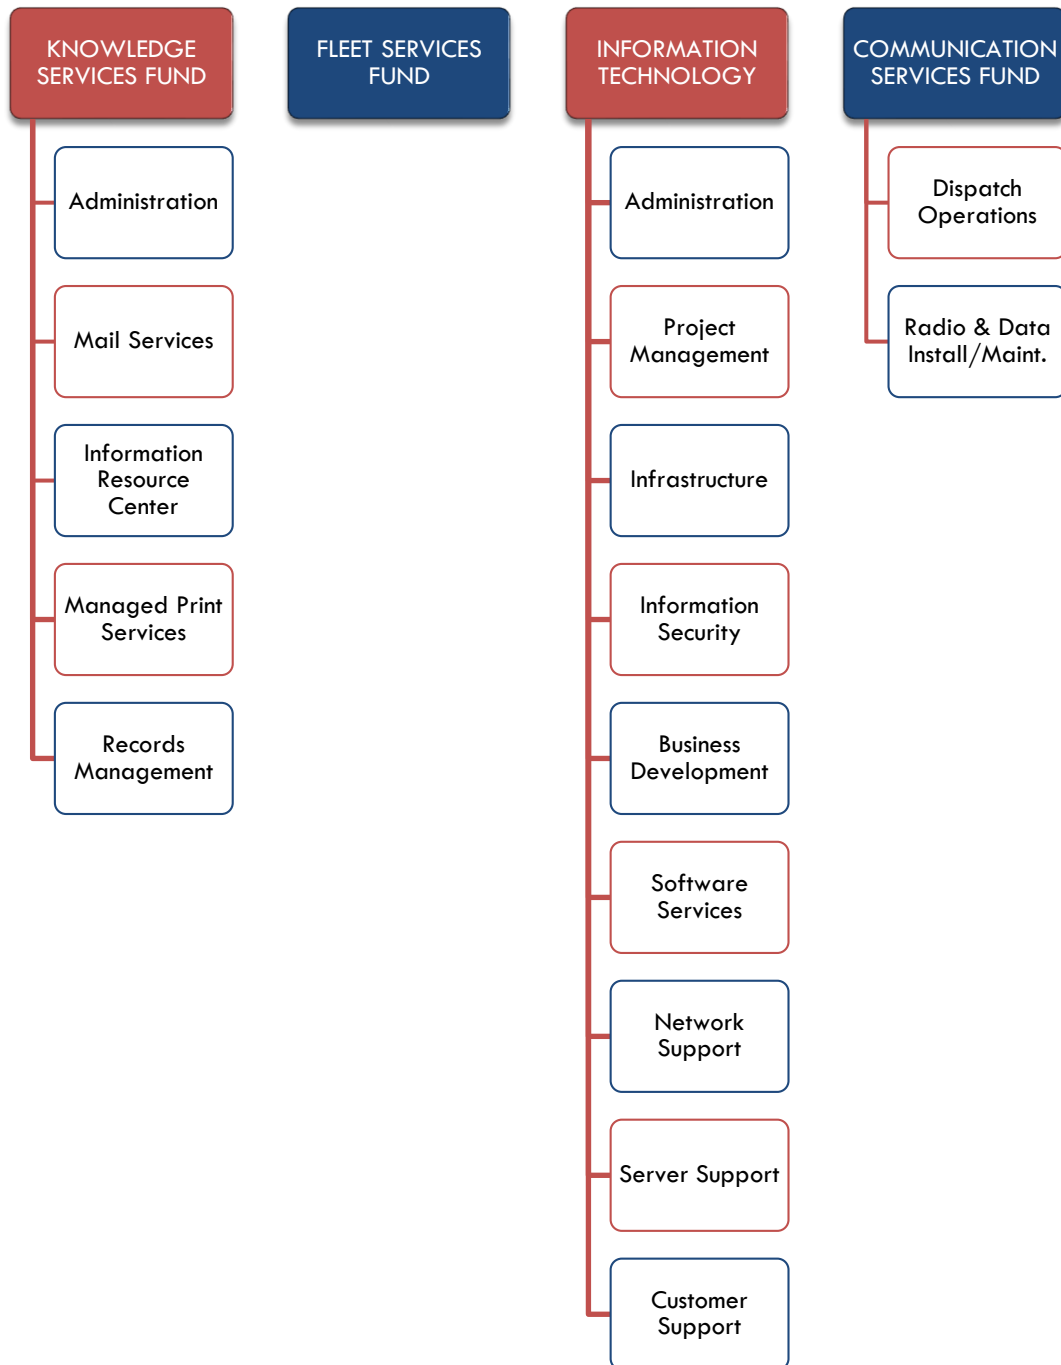 KNOWLEDGE
SERVICES FUND
Administration
Mail Services
Information
Resource
Center
Managed Print
Services
Records
Management
FLEET SERVICES
FUND
INFORMATION
TECHNOLOGY
Administration
Project
Management
Infrastructure
Information
Security
Business
Development
Software
Services
Network
Support
Server Support
Customer
Support
COMMUNICATION
SERVICES FUND
Dispatch
Operations
Radio & Data
Install/Maint.